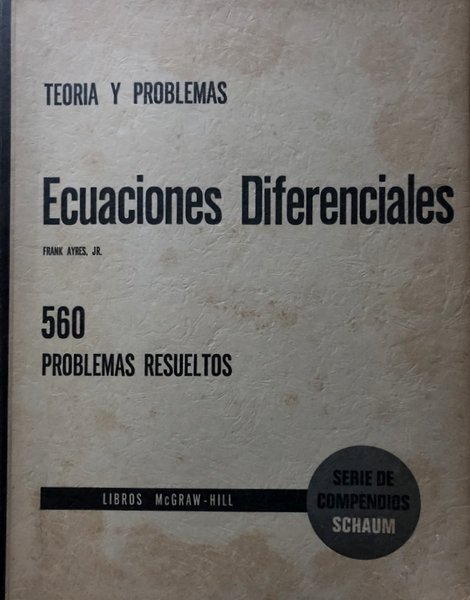 TEORIA Y PROBLEMAS
Ecuaciones Diferenciales
FRANK AYRES, JR.
560
PROBLEMAS RESUELTOS
LIBROS McGRAW-HILL
SERIE DE
COMPENDIOS
SCHAUM